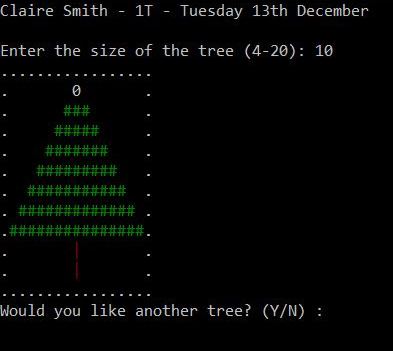 Claire Smith - 1T - Tuesday 13th December
Enter the size of the tree (4-20): 10
.................
.       0       .
.      ###      .
.     #####     .
.    #######    .
.   #########   .
.  ###########  .
. ############# .
.###############.
.       |       .
.       |       .
.................
Would you like another tree? (Y/N) :